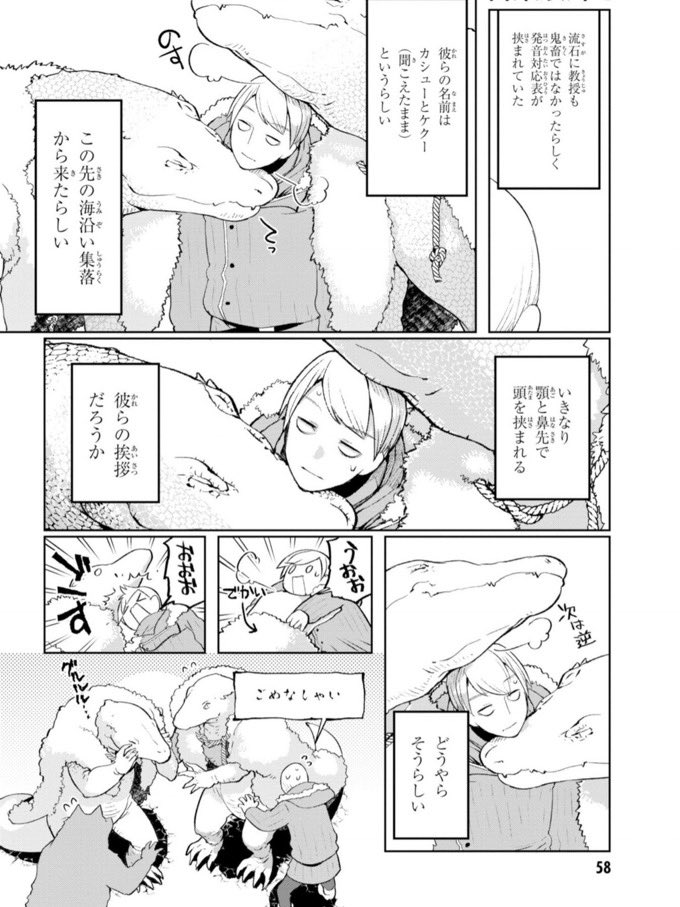 流石に教授も
鬼畜ではなかったらしく
発音対応表が
挟まれていた
彼らの名前は
カシューとケクー
(聞こえたまま)
というらしい
のす
この先の海沿い集落
から来たらしい
いきなり
顎と鼻先で
頭を挟まれる
彼らの挨拶
だろうか
次は逆
どうやら
そうらしい
うおお
でかい
おおお
グルルル
ごめなしゃい
58